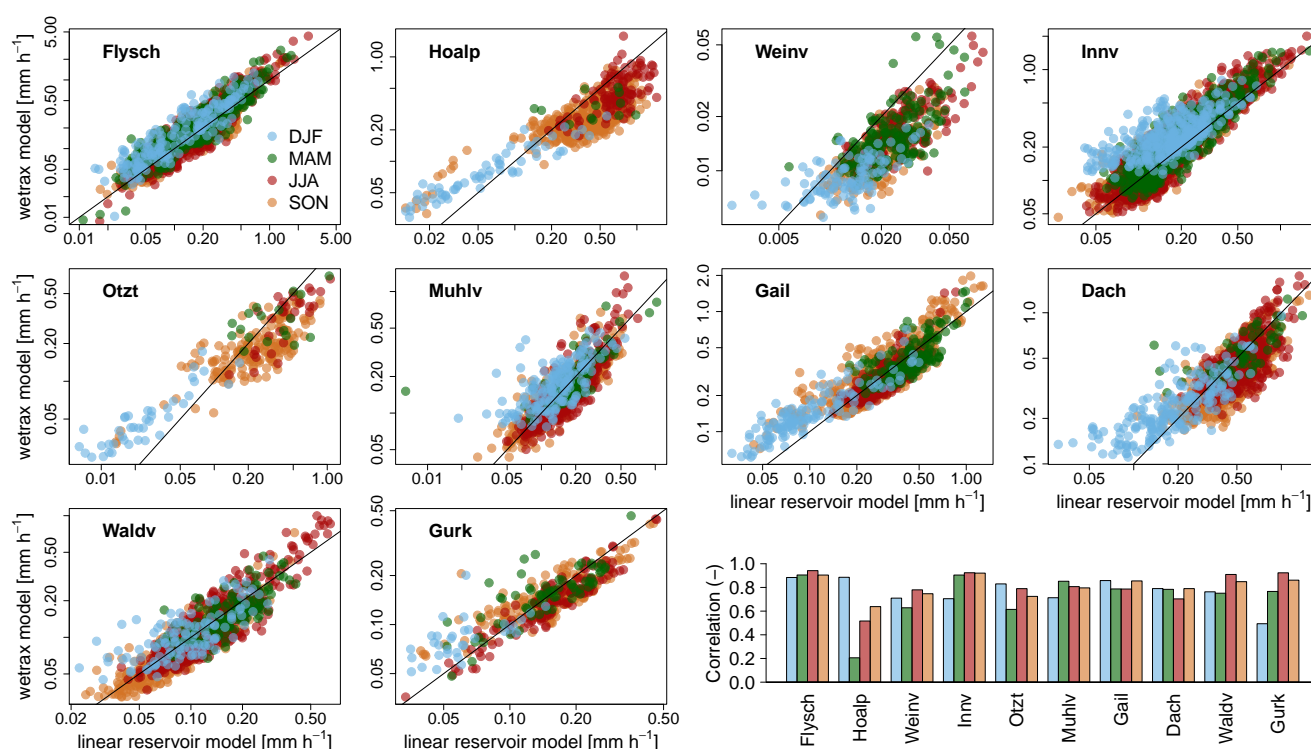 Flysch
wetrax model [mm h⁻¹]
5.00
0.50
0.05
0.01
0.01 0.05 0.20 1.00 5.00
DJF
MAM
JJA
SON
Hoalp
1.00
0.20
0.05
0.02 0.05 0.20 0.50
Weinv
0.05
0.02
0.01
0.005 0.020 0.050
Innv
1.00
0.20
0.05
0.05 0.20 0.50
Otzt
wetrax model [mm h⁻¹]
0.50
0.20
0.05
0.01 0.05 0.20 1.00
Muhlv
0.50
0.20
0.05
0.01 0.05 0.20 0.50
Gail
2.0
1.0
0.5
0.2
0.1
0.05 0.10 0.20 0.50 1.00
linear reservoir model [mm h⁻¹]
Dach
1.0
0.5
0.2
0.1
0.05 0.20 0.50
linear reservoir model [mm h⁻¹]
Waldv
wetrax model [mm h⁻¹]
0.50
0.20
0.05
0.02 0.05 0.10 0.20 0.50
linear reservoir model [mm h⁻¹]
Gurk
0.50
0.20
0.10
0.05
0.05 0.10 0.20 0.50
linear reservoir model [mm h⁻¹]
Correlation (−)
1.0
0.8
0.6
0.4
0.2
0.0
Flysch
Hoalp
Weinv
Innv
Otzt
Muhlv
Gail
Dach
Waldv
Gurk